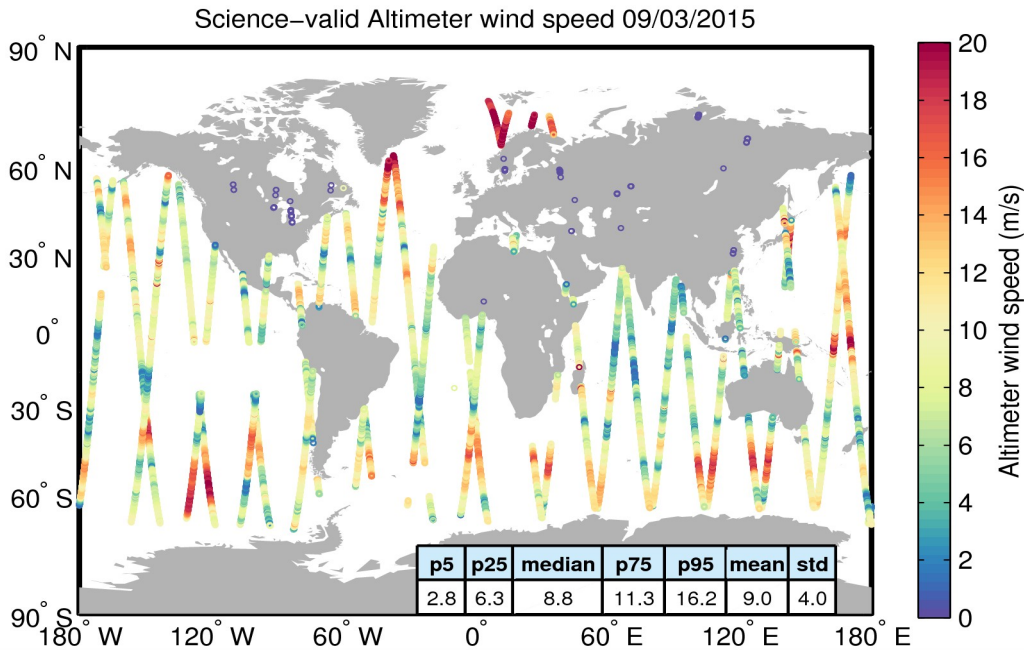 Science−valid Altimeter wind speed 09/03/2015
90° N
60° N
30° N
0°
30° S
60° S
90° S
180° W
120° W
60° W
0°
60° E
120° E
180° E
p5 p25 median p75 p95 mean std
2.8 6.3 8.8 11.3 16.2 9.0 4.0
20
18
16
14
12
10
8
6
4
2
0
Altimeter wind speed (m/s)